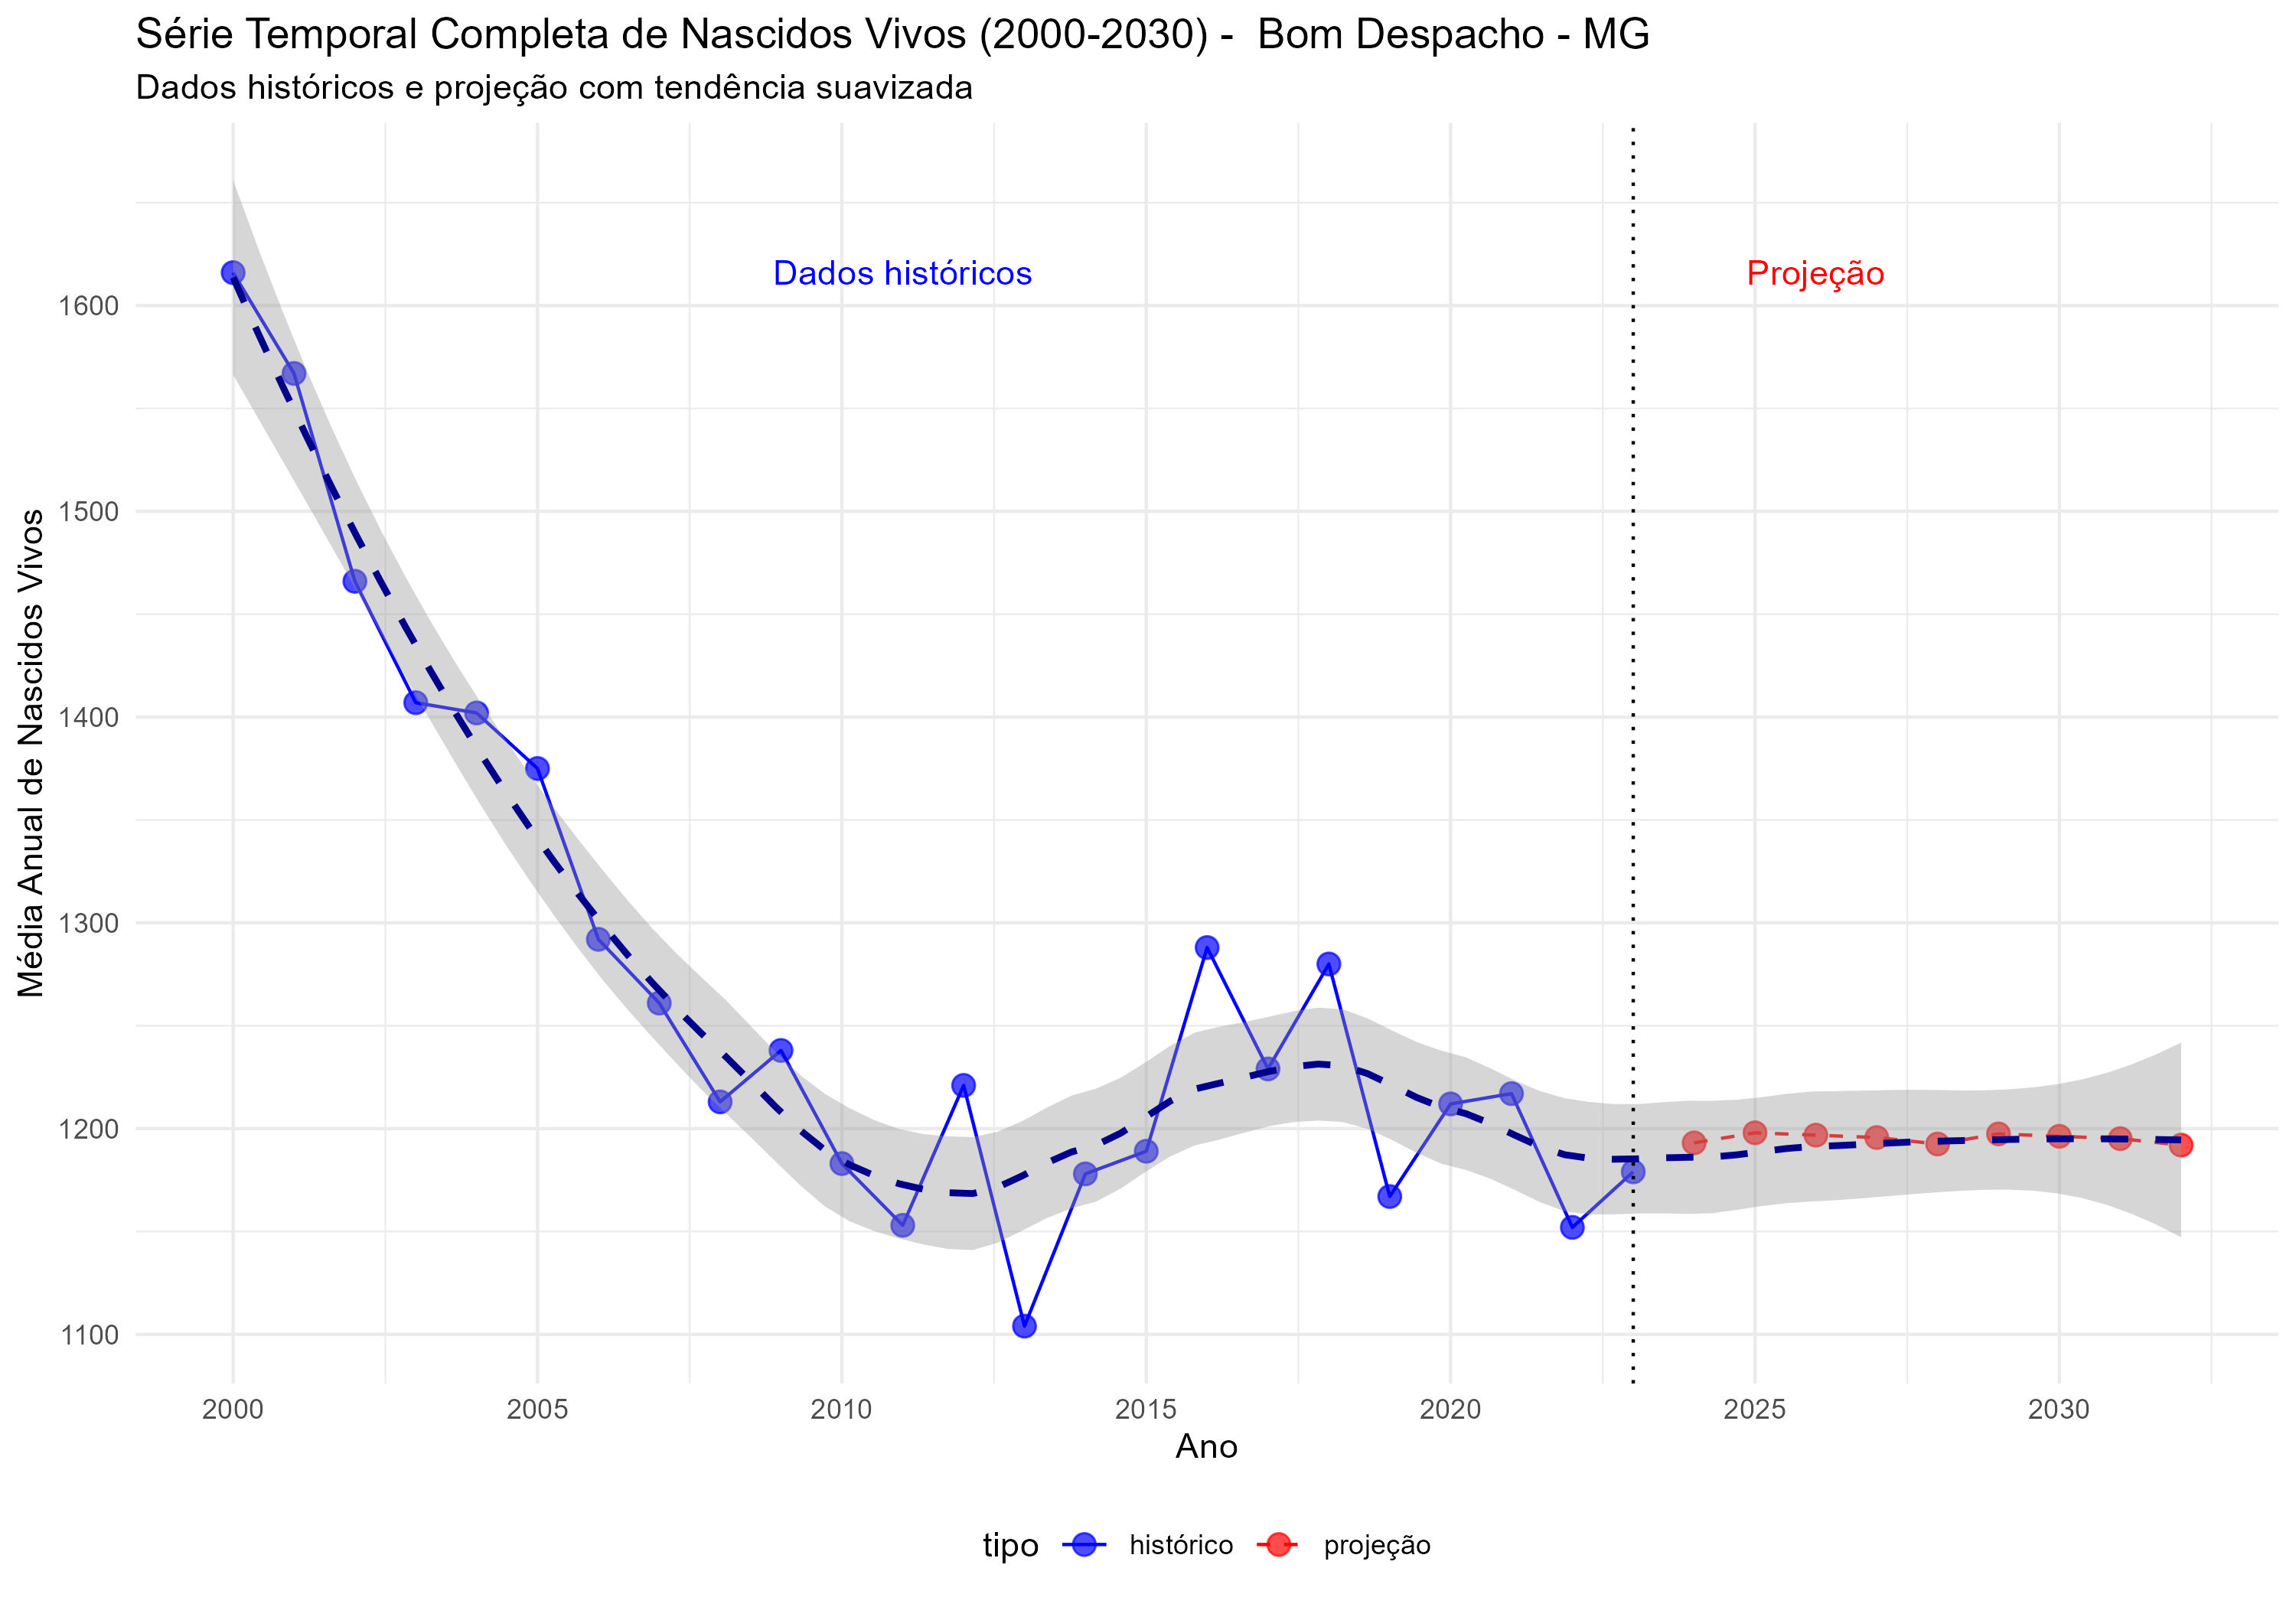 Série Temporal Completa de Nascidos Vivos (2000-2030) -  Bom Despacho - MG
Dados históricos e projeção com tendência suavizada
Dados históricos
Projeção
Média Anual de Nascidos Vivos
1600
1500
1400
1300
1200
1100
2000
2005
2010
2015
2020
2025
2030
Ano
tipo
histórico
projeção